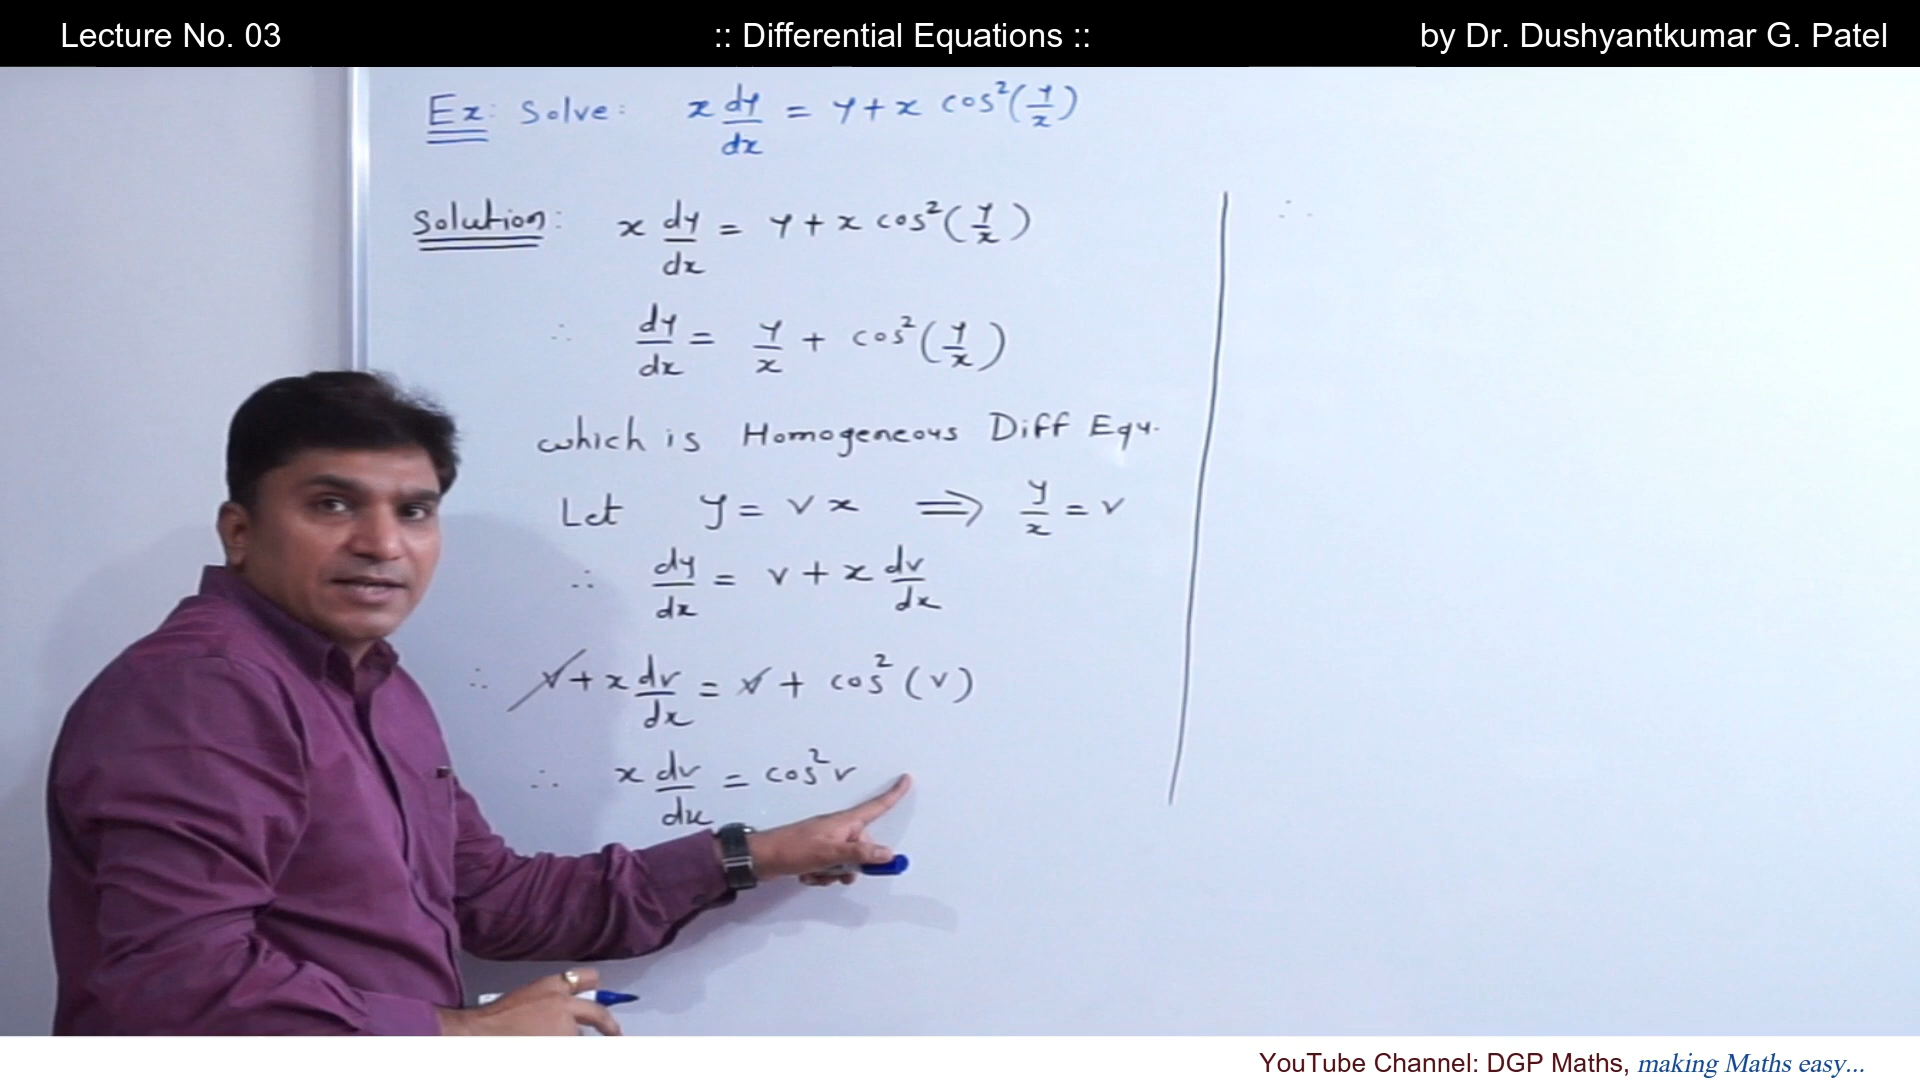 Lecture No. 03 :: Differential Equations :: by Dr. Dushyantkumar G. Patel
Ex: Solve: x dy/dx = y + x cos²(y/x)
Solution: x dy/dx = y + x cos²(y/x)
∴ dy/dx = y/x + cos²(y/x)
which is Homogeneous Diff Equ.
Let y = vx ⟹ y/x = v
∴ dy/dx = v + x dv/dx
∴ v + x dv/dx = v + cos²(v)
∴ x dv/dx = cos²v
∴
YouTube Channel: DGP Maths, making Maths easy...